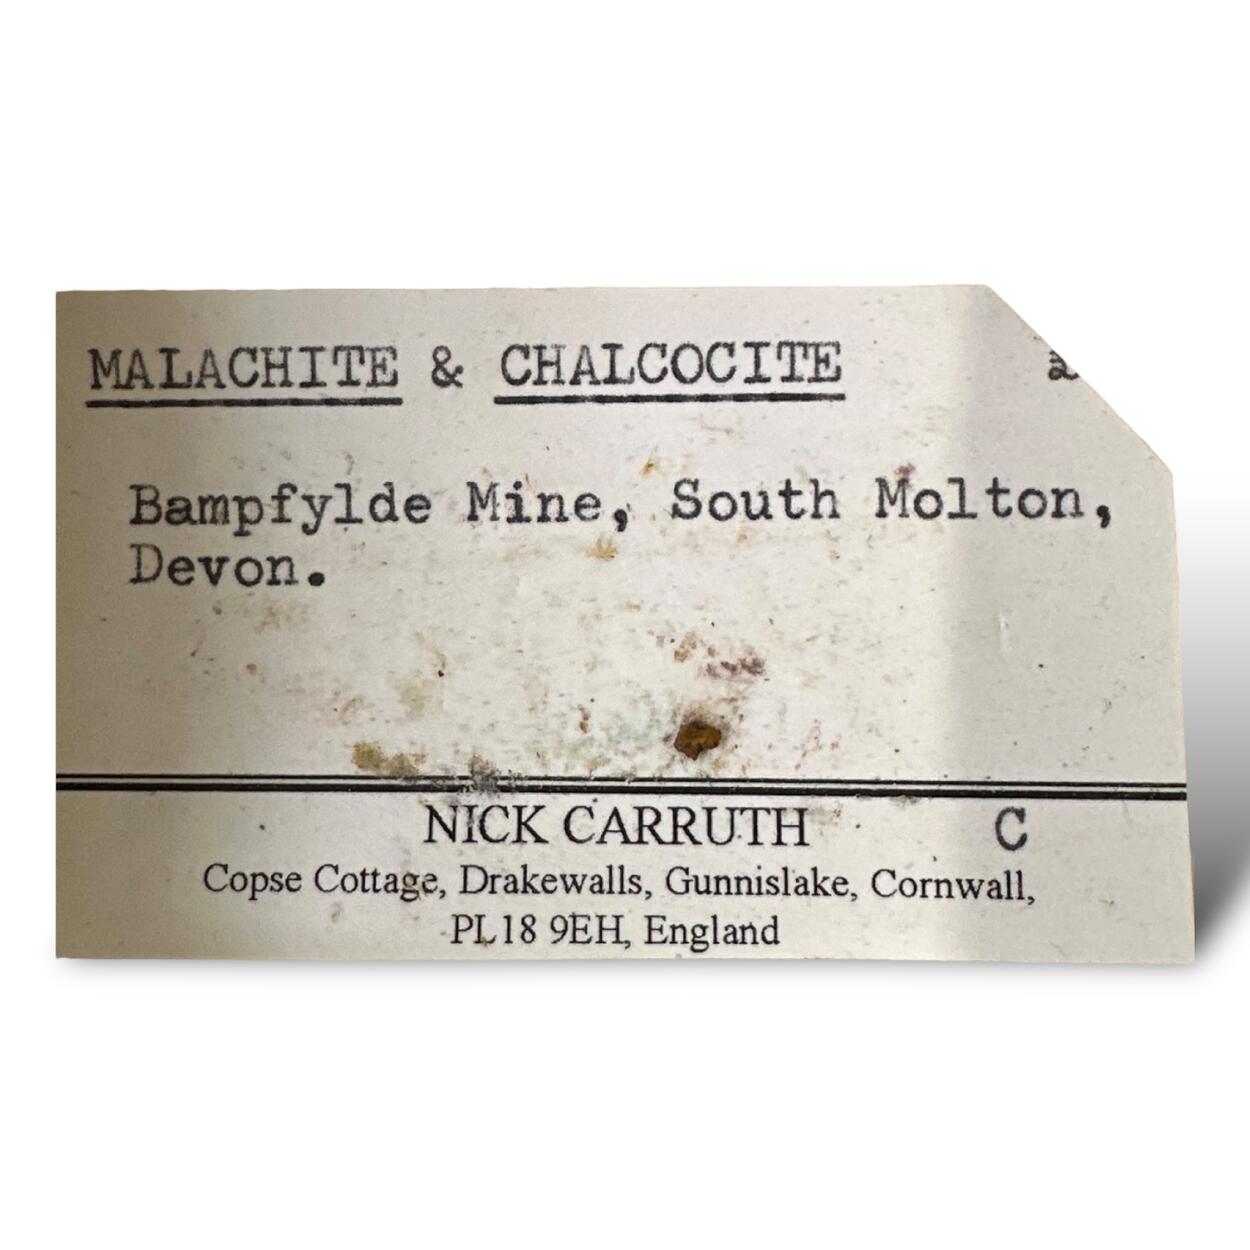 MALACHITE & CHALCOCITE
Bampfylde Mine, South Molton,
Devon.
NICK CARRUTH C
Copse Cottage, Drakewalls, Gunnislake, Cornwall,
PL18 9EH, England